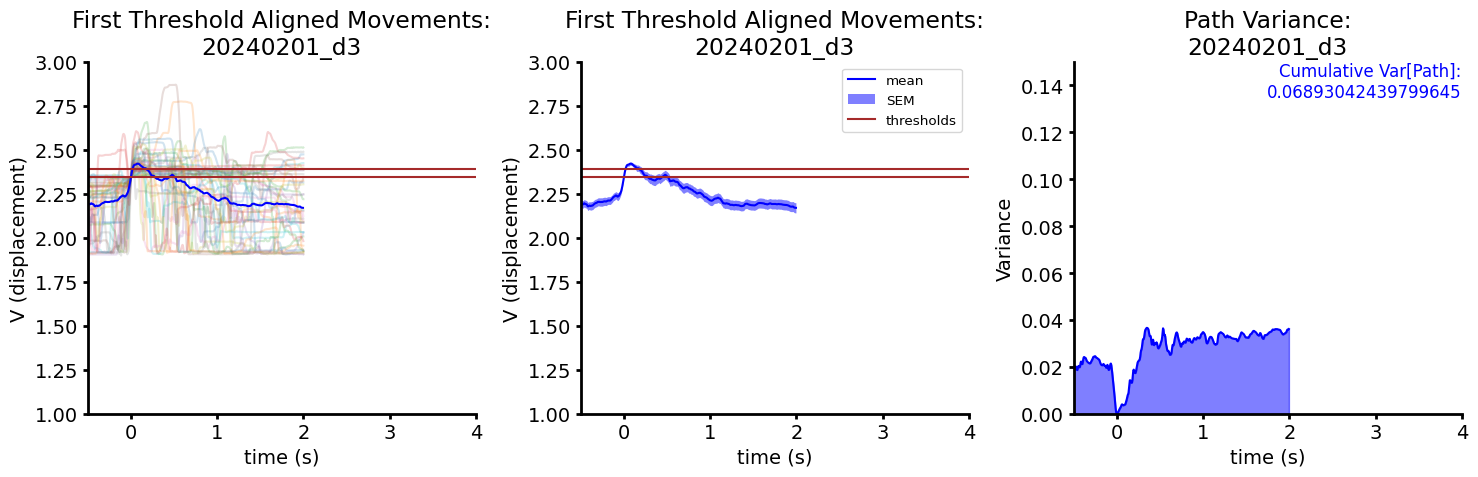 First Threshold Aligned Movements:
20240201_d3
3.00
2.75
2.50
2.25
2.00
1.75
1.50
1.25
1.00
V (displacement)
0
1
2
3
4
time (s)
First Threshold Aligned Movements:
20240201_d3
3.00
2.75
2.50
2.25
2.00
1.75
1.50
1.25
1.00
V (displacement)
mean
SEM
thresholds
0
1
2
3
4
time (s)
Path Variance:
20240201_d3
Cumulative Var[Path]:
0.06893042439799645
0.14
0.12
0.10
0.08
0.06
0.04
0.02
0.00
Variance
0
1
2
3
4
time (s)